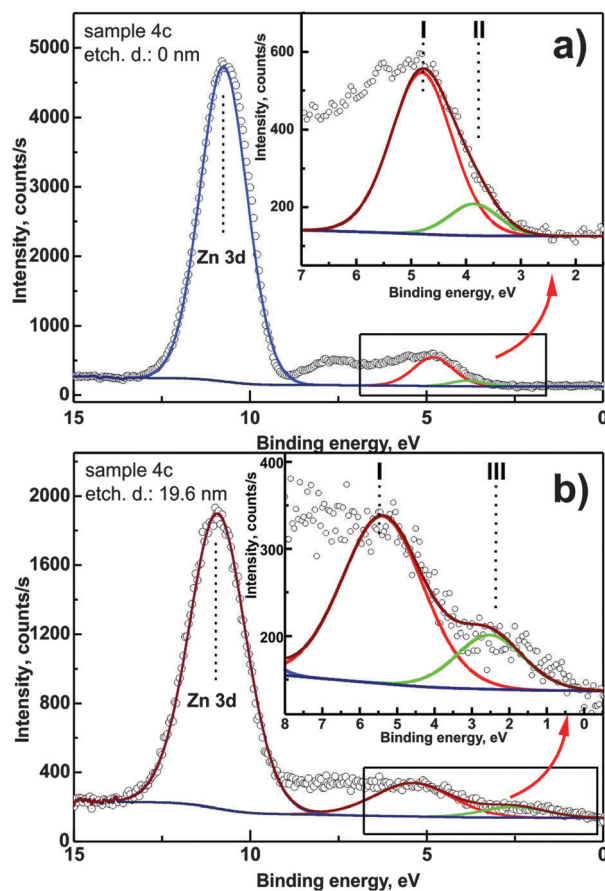 sample 4c
etch. d.: 0 nm
a)
I II
Intensity, counts/s
600
400
200
7 6 5 4 3 2
Binding energy, eV
Intensity, counts/s
5000
4000
3000
2000
1000
0
Zn 3d
15 10 5 0
Binding energy, eV
sample 4c
etch. d.: 19.6 nm
b)
I III
Intensity, counts/s
400
300
200
8 7 6 5 4 3 2 1 0
Binding energy, eV
Intensity, counts/s
2000
1600
1200
800
400
0
Zn 3d
15 10 5 0
Binding energy, eV